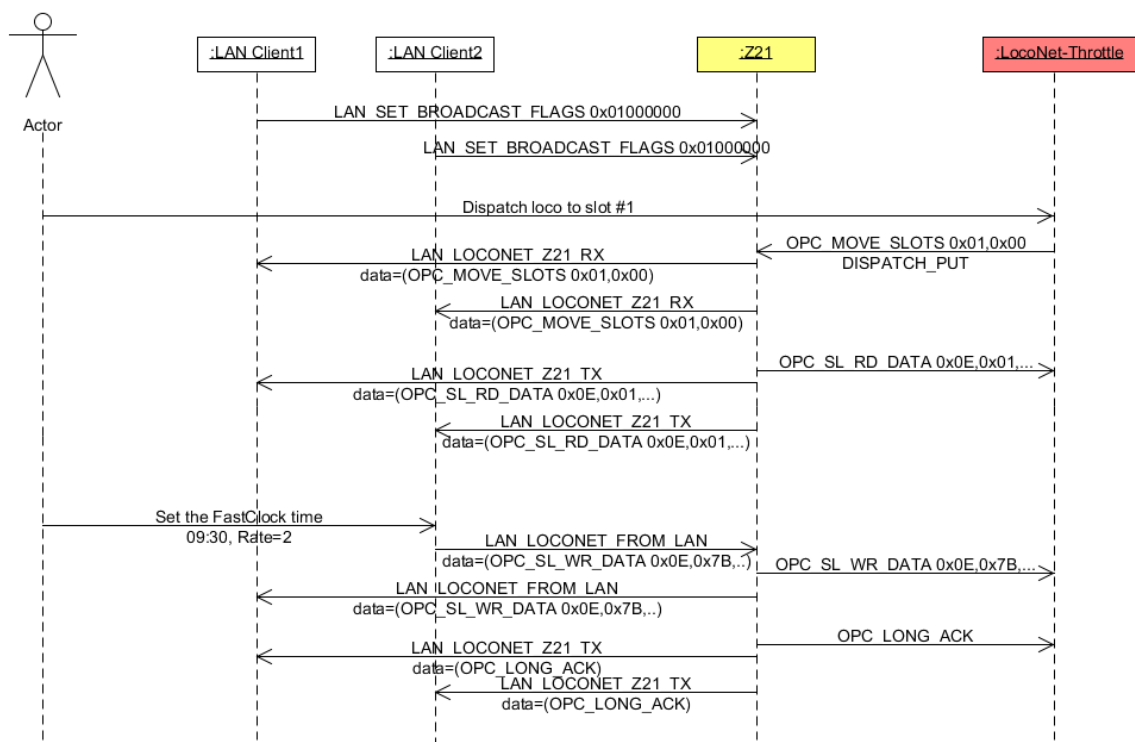 :LAN Client1
:LAN Client2
:Z21
:LocoNet-Throttle
Actor
LAN_SET_BROADCAST_FLAGS 0x01000000
LAN_SET_BROADCAST_FLAGS 0x01000000
Dispatch loco to slot #1
OPC_MOVE_SLOTS 0x01,0x00
DISPATCH_PUT
LAN_LOCONET_Z21_RX
data=(OPC_MOVE_SLOTS 0x01,0x00)
LAN_LOCONET_Z21_RX
data=(OPC_MOVE_SLOTS 0x01,0x00)
OPC_SL_RD_DATA 0x0E,0x01,...
LAN_LOCONET_Z21_TX
data=(OPC_SL_RD_DATA 0x0E,0x01,...)
LAN_LOCONET_Z21_TX
data=(OPC_SL_RD_DATA 0x0E,0x01,...)
Set the FastClock time
09:30, Rate=2
LAN_LOCONET_FROM_LAN
data=(OPC_SL_WR_DATA 0x0E,0x7B,..)
OPC_SL_WR_DATA 0x0E,0x7B,...
LAN_LOCONET_FROM_LAN
data=(OPC_SL_WR_DATA 0x0E,0x7B,..)
OPC_LONG_ACK
LAN_LOCONET_Z21_TX
data=(OPC_LONG_ACK)
LAN_LOCONET_Z21_TX
data=(OPC_LONG_ACK)